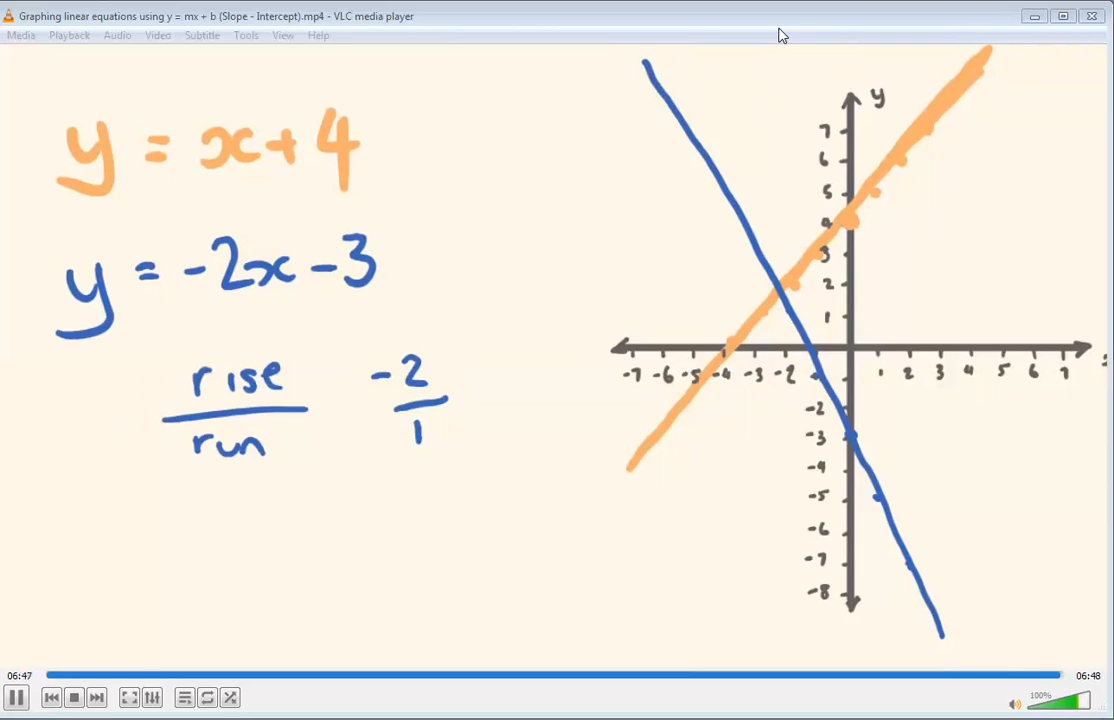 Graphing linear equations using y = mx + b (Slope - Intercept).mp4 - VLC media player
Media Playback Audio Video Subtitle Tools View Help
y = x+4
y = -2x -3
rise -2
run 1
y
7
6
5
4
3
2
1
-7 -6 -5 -4 -3 -2 1 2 3 4 5 6 7
-2
-3
-4
-5
-6
-7
-8
06:47 06:48
100%